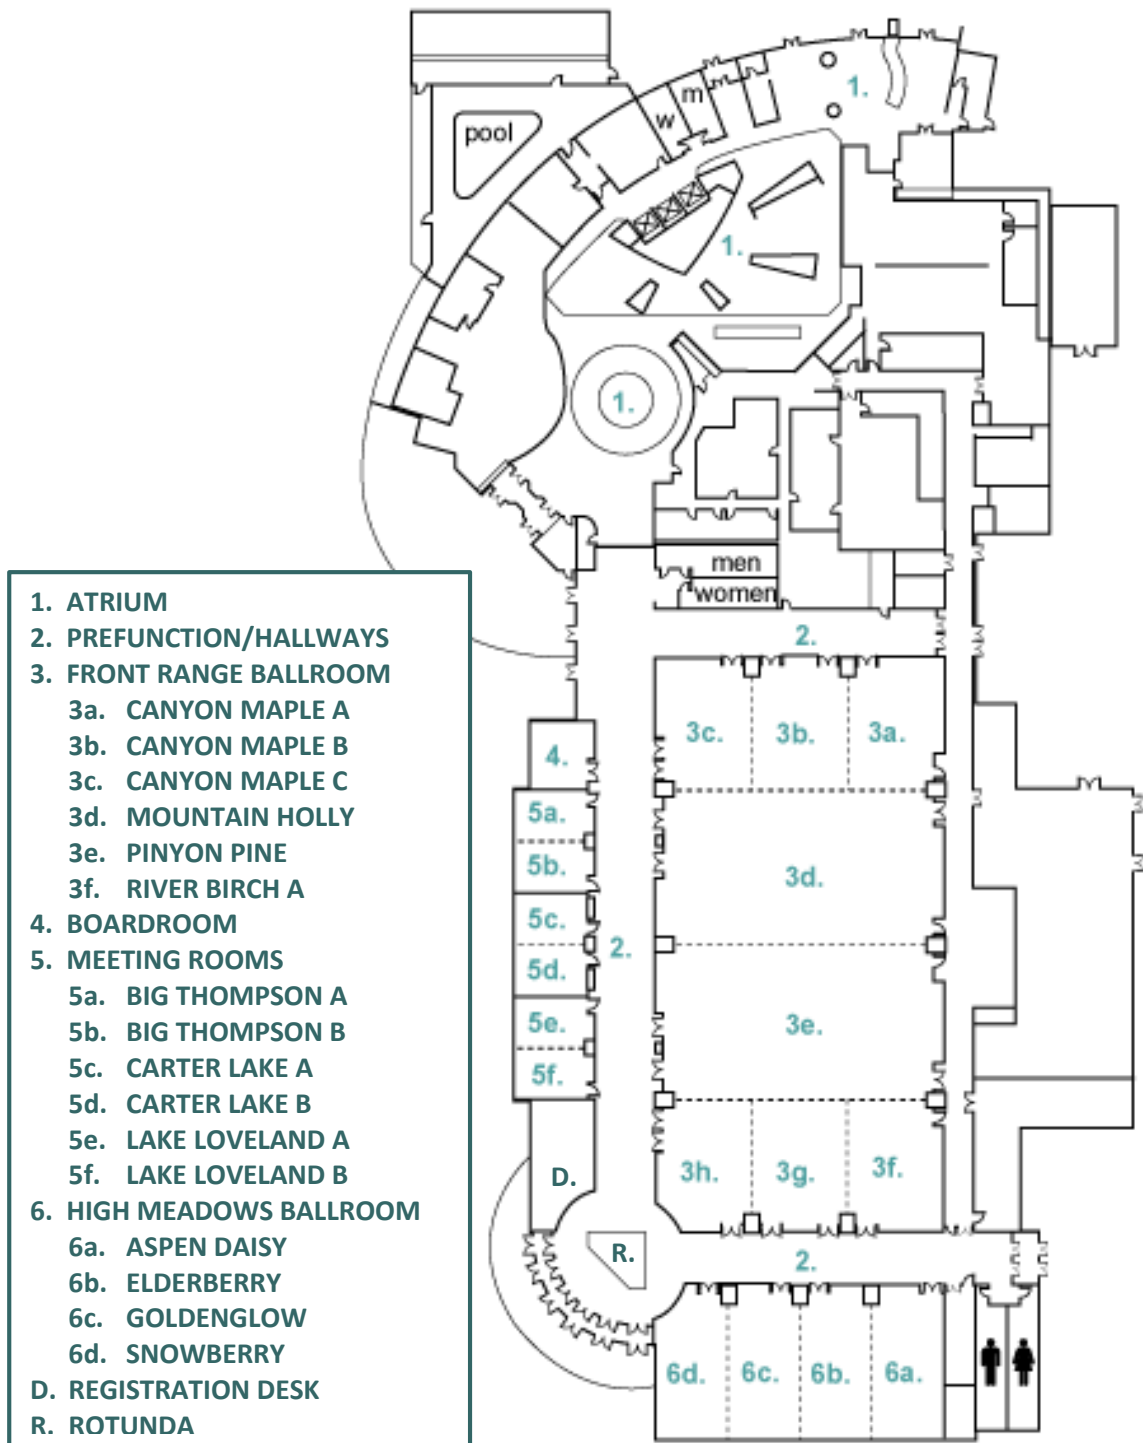 pool
w
m
1.
1.
1.
men
women
2.
3c. 3b. 3a.
4.
5a.
5b.
3d.
5c.
2.
5d.
5e.
3e.
5f.
3h. 3g. 3f.
D.
R.
2.
6d. 6c. 6b. 6a.
1. ATRIUM
2. PREFUNCTION/HALLWAYS
3. FRONT RANGE BALLROOM
3a. CANYON MAPLE A
3b. CANYON MAPLE B
3c. CANYON MAPLE C
3d. MOUNTAIN HOLLY
3e. PINYON PINE
3f. RIVER BIRCH A
4. BOARDROOM
5. MEETING ROOMS
5a. BIG THOMPSON A
5b. BIG THOMPSON B
5c. CARTER LAKE A
5d. CARTER LAKE B
5e. LAKE LOVELAND A
5f. LAKE LOVELAND B
6. HIGH MEADOWS BALLROOM
6a. ASPEN DAISY
6b. ELDERBERRY
6c. GOLDENGLOW
6d. SNOWBERRY
D. REGISTRATION DESK
R. ROTUNDA